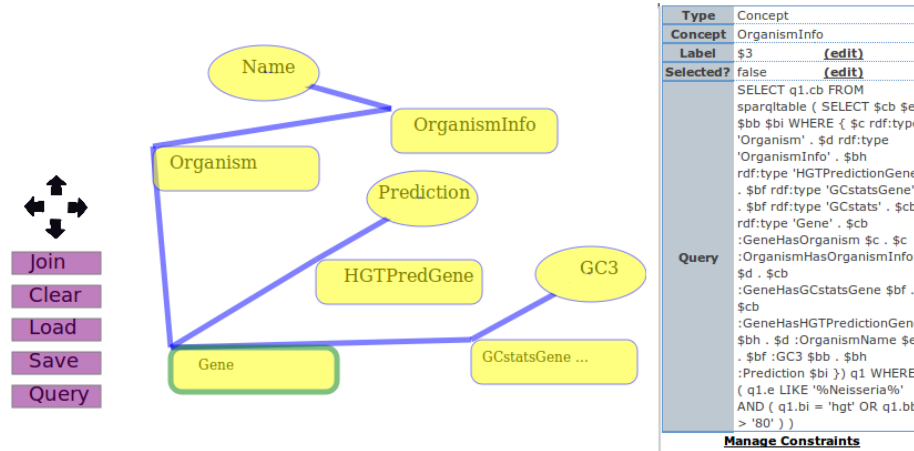 Name
OrganismInfo
Organism
Prediction
HGTPredGene
GC3
Gene
GCstatsGene ...
Join
Clear
Load
Save
Query
Type Concept
Concept OrganismInfo
Label $3 (edit)
Selected? false (edit)
Query
SELECT q1.cb FROM
sparqltable ( SELECT $cb $e
$bb $bi WHERE { $c rdf:type
'Organism' . $d rdf:type
'OrganismInfo' . $bh
rdf:type 'HGTPredictionGene
. $bf rdf:type 'GCstatsGene'
. $bf rdf:type 'GCstats' . $cb
rdf:type 'Gene' . $cb
:GeneHasOrganism $c . $c
:OrganismHasOrganismInfo
$d . $cb
:GeneHasGCstatsGene $bf .
$cb
:GeneHasHGTPredictionGen
$bh . $d :OrganismName $e
. $bf :GC3 $bb . $bh
:Prediction $bi }) q1 WHERE
( q1.e LIKE '%Neisseria%'
AND ( q1.bi = 'hgt' OR q1.bb
> '80' ) )
Manage Constraints